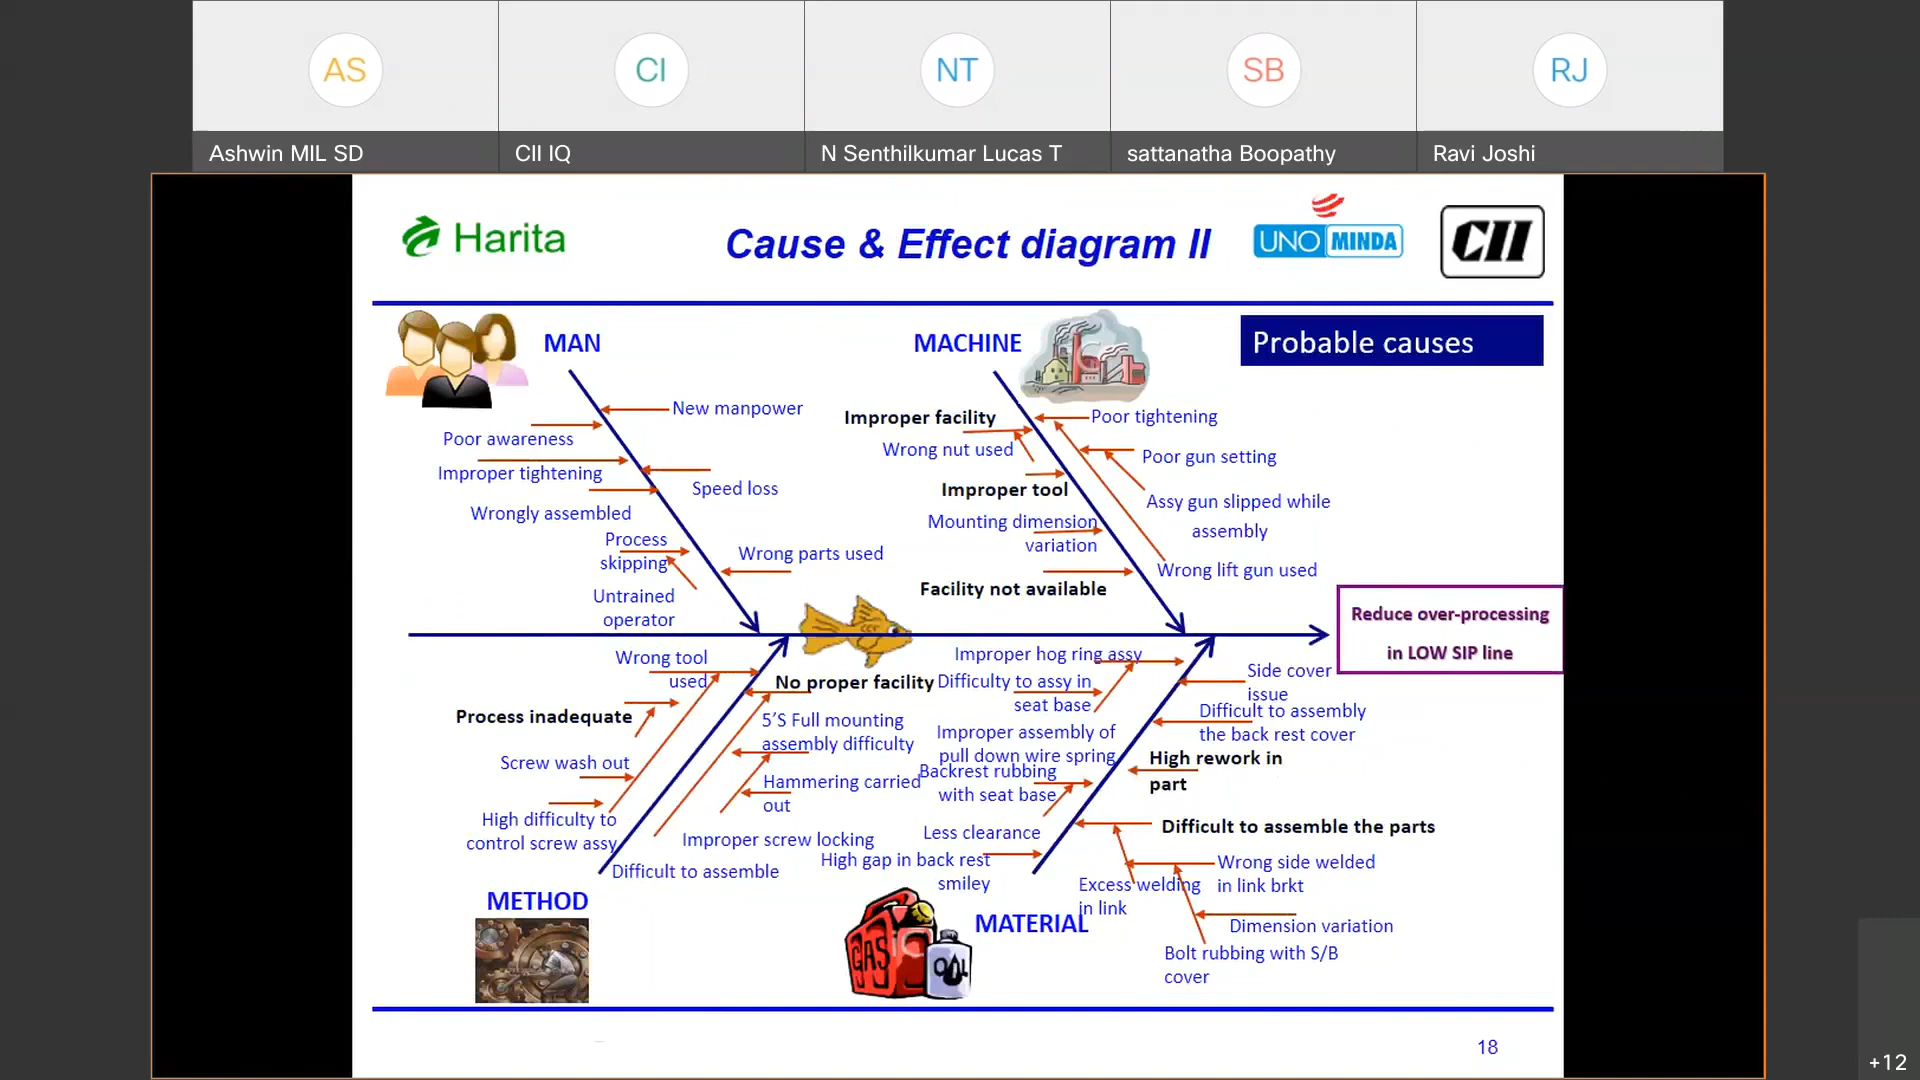 AS
CI
NT
SB
RJ
Ashwin MIL SD
CII IQ
N Senthilkumar Lucas T
sattanatha Boopathy
Ravi Joshi
Harita
Cause & Effect diagram II
UNO MINDA
CII
MAN
MACHINE
Probable causes
New manpower
Poor awareness
Improper tightening
Speed loss
Wrongly assembled
Process
skipping
Wrong parts used
Untrained
operator
Improper facility
Poor tightening
Wrong nut used
Poor gun setting
Improper tool
Assy gun slipped while
assembly
Mounting dimension
variation
Wrong lift gun used
Facility not available
Reduce over-processing
in LOW SIP line
Wrong tool
used
No proper facility
Process inadequate
5'S Full mounting
assembly difficulty
Screw wash out
Hammering carried
out
High difficulty to
control screw assy
Improper screw locking
Difficult to assemble
METHOD
Improper hog ring assy
Difficulty to assy in
seat base
Side cover
issue
Difficult to assembly
the back rest cover
Improper assembly of
pull down wire spring
High rework in
part
Backrest rubbing
with seat base
Less clearance
Difficult to assemble the parts
High gap in back rest
smiley
Wrong side welded
in link brkt
Excess welding
in link
Dimension variation
Bolt rubbing with S/B
cover
MATERIAL
GAS
18
+12